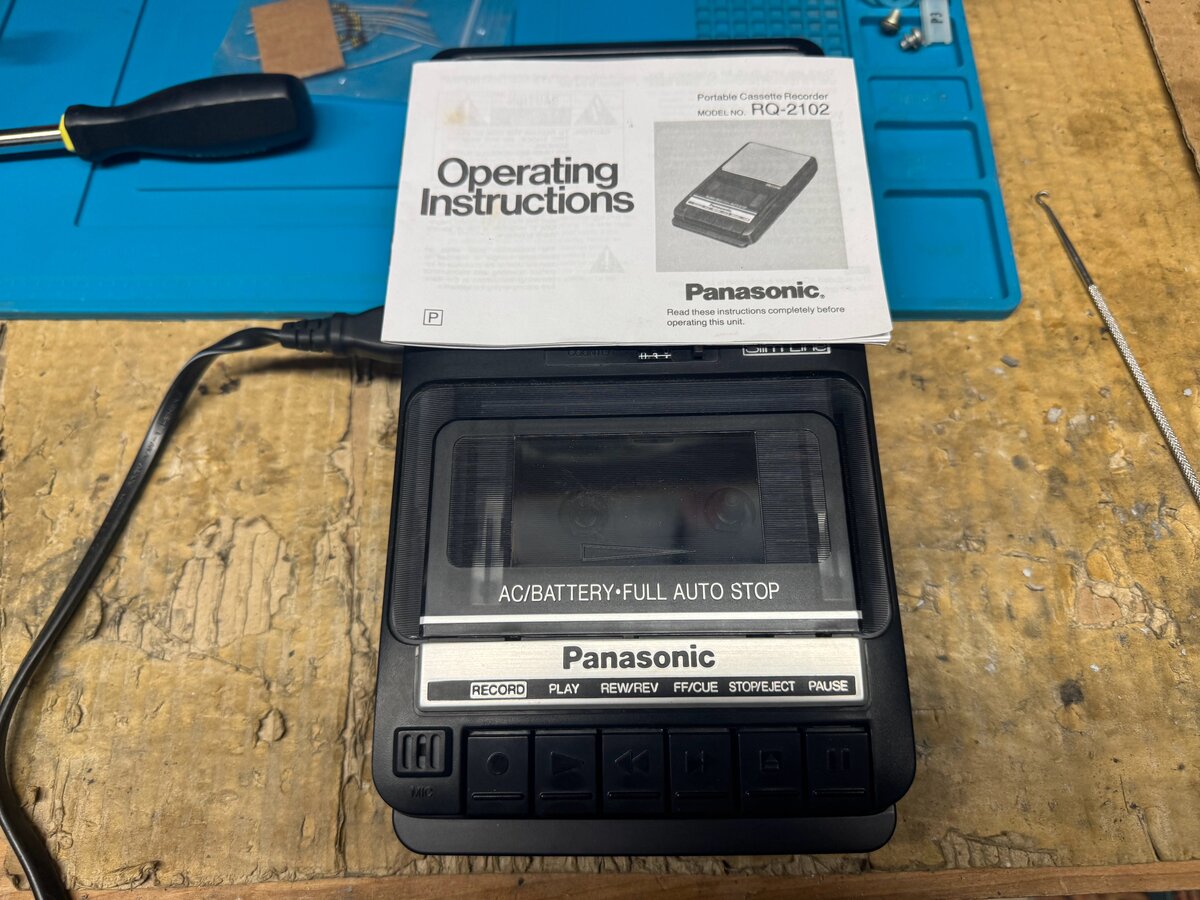 P3
Portable Cassette Recorder
MODEL NO. RQ-2102
Operating
Instructions
Panasonic®
Read these instructions completely before
operating this unit.
P
AC/BATTERY•FULL AUTO STOP
Panasonic
RECORD PLAY REW/REV FF/CUE STOP/EJECT PAUSE
MIC